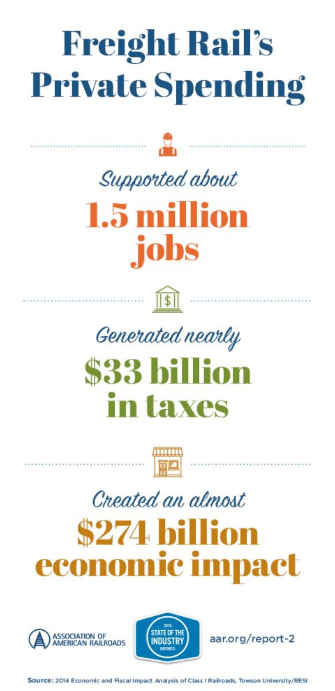 Freight Rail's
Private Spending
Supported about
1.5 million
jobs
$
Generated nearly
$33 billion
in taxes
Created an almost
$274 billion
economic impact
ASSOCIATION OF
AMERICAN RAILROADS
STATE OF THE
INDUSTRY
REPORTS
aar.org/report-2
Source: 2014 Economic and Fiscal Impact Analysis of Class I Railroads, Towson University/RESI